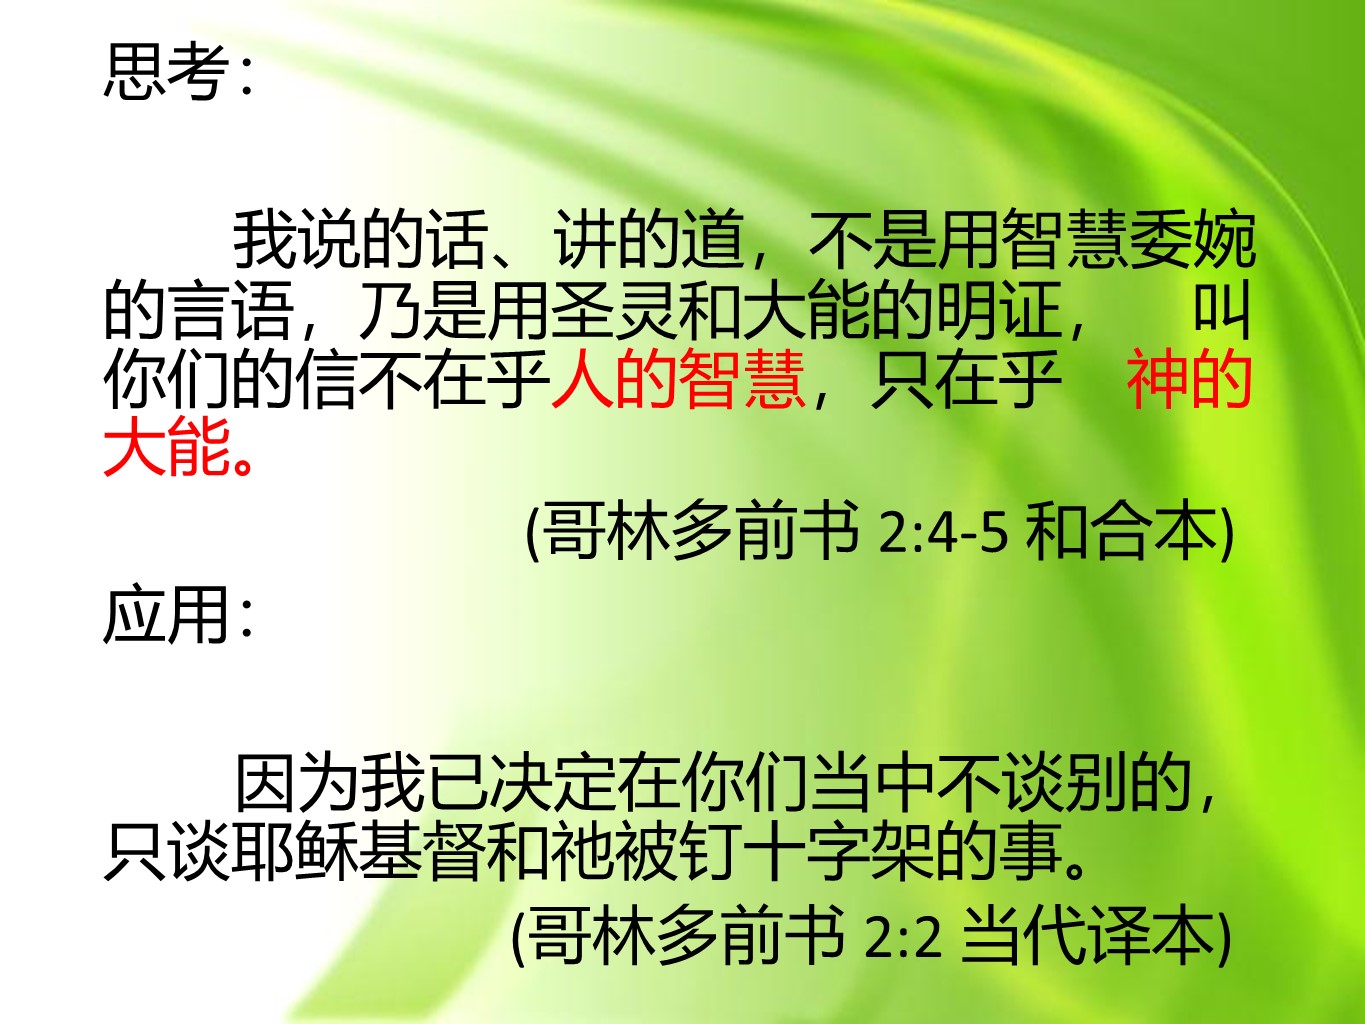 思考：
我说的话、讲的道，不是用智慧委婉
的言语，乃是用圣灵和大能的明证，　叫
你们的信不在乎人的智慧，只在乎　神的
大能。
(哥林多前书 2:4-5 和合本)
应用：
因为我已决定在你们当中不谈别的，
只谈耶稣基督和祂被钉十字架的事。
(哥林多前书 2:2 当代译本)